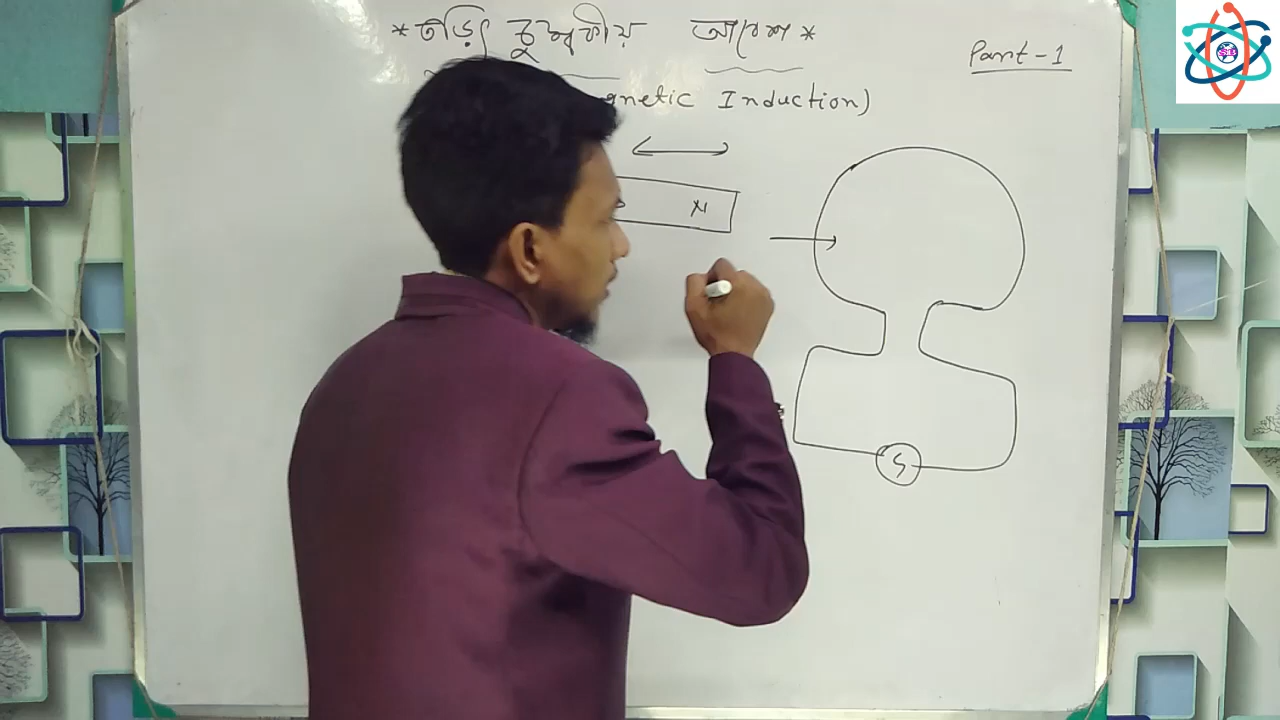 *তড়িৎ চুম্বকীয় আবেশ*
Part-1
gnetic Induction)
N
G